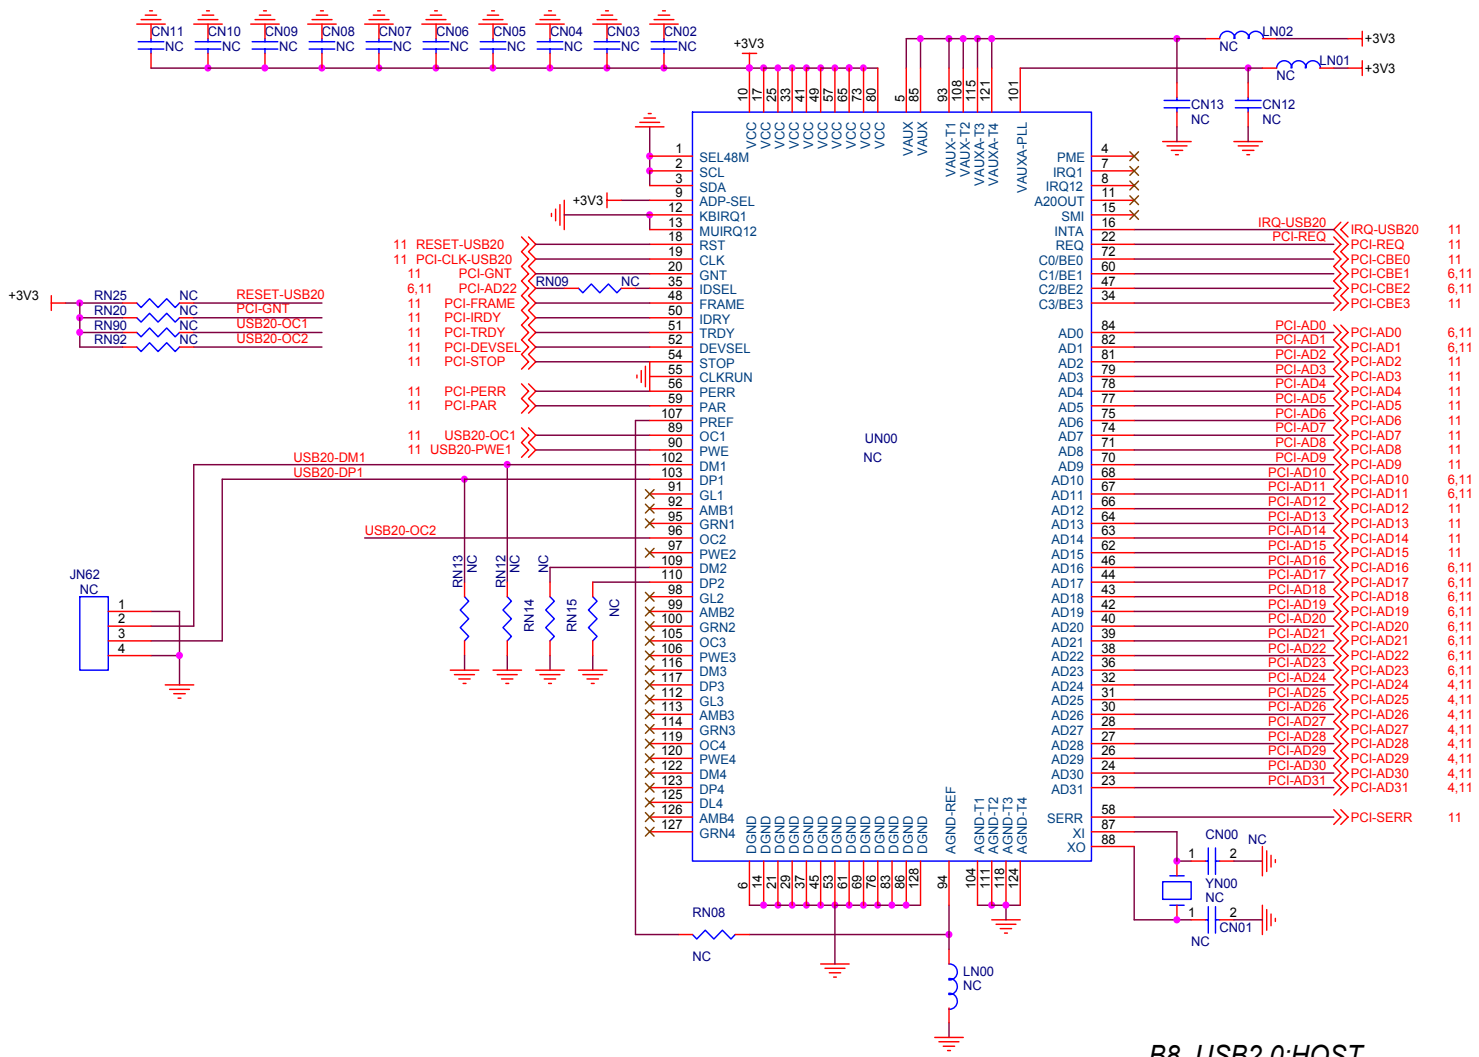 CN11 CN10 CN09 CN08 CN07 CN06 CN05 CN04 CN03 CN02
NC NC NC NC NC NC NC NC NC NC
+3V3
LN02
NC
+3V3
LN01
NC
+3V3
CN13
NC
CN12
NC
10 17 25 33 41 49 57 65 73 80
VCC VCC VCC VCC VCC VCC VCC VCC VCC VCC
5 85 93 108 115 121 101
VAUX VAUX VAUX-T1 VAUX-T2 VAUXA-T3 VAUXA-T4 VAUXA-PLL
UN00
NC
1 SEL48M
2 SCL
3 SDA
+3V3 9 ADP-SEL
12 KBIRQ1
13 MUIRQ12
11 RESET-USB20 18 RST
11 PCI-CLK-USB20 19 CLK
11 PCI-GNT 20 GNT
6,11 PCI-AD22 RN09 NC 35 IDSEL
11 PCI-FRAME 48 FRAME
11 PCI-IRDY 50 IDRY
11 PCI-TRDY 51 TRDY
11 PCI-DEVSEL 52 DEVSEL
11 PCI-STOP 54 STOP
55 CLKRUN
11 PCI-PERR 56 PERR
11 PCI-PAR 59 PAR
107 PREF
11 USB20-OC1 89 OC1
11 USB20-PWE1 90 PWE
USB20-DM1 102 DM1
USB20-DP1 103 DP1
91 GL1
92 AMB1
95 GRN1
USB20-OC2 96 OC2
97 PWE2
109 DM2
110 DP2
98 GL2
99 AMB2
100 GRN2
105 OC3
106 PWE3
116 DM3
117 DP3
112 GL3
113 AMB3
114 GRN3
119 OC4
120 PWE4
122 DM4
123 DP4
125 DL4
126 AMB4
127 GRN4
+3V3
RN25 NC RESET-USB20
RN20 NC PCI-GNT
RN90 NC USB20-OC1
RN92 NC USB20-OC2
JN62
NC
1
2
3
4
RN13 NC
RN12 NC
RN14 NC
RN15 NC
PME 4
IRQ1 7
IRQ12 8
A20OUT 11
SMI 15
INTA 16 IRQ-USB20 IRQ-USB20 11
REQ 22 PCI-REQ PCI-REQ 11
C0/BE0 72 PCI-CBE0 11
C1/BE1 60 PCI-CBE1 6,11
C2/BE2 47 PCI-CBE2 6,11
C3/BE3 34 PCI-CBE3 11
AD0 84 PCI-AD0 PCI-AD0 6,11
AD1 82 PCI-AD1 PCI-AD1 6,11
AD2 81 PCI-AD2 PCI-AD2 11
AD3 79 PCI-AD3 PCI-AD3 11
AD4 78 PCI-AD4 PCI-AD4 11
AD5 77 PCI-AD5 PCI-AD5 11
AD6 75 PCI-AD6 PCI-AD6 11
AD7 74 PCI-AD7 PCI-AD7 11
AD8 71 PCI-AD8 PCI-AD8 11
AD9 70 PCI-AD9 PCI-AD9 11
AD10 68 PCI-AD10 PCI-AD10 6,11
AD11 67 PCI-AD11 PCI-AD11 6,11
AD12 66 PCI-AD12 PCI-AD12 11
AD13 64 PCI-AD13 PCI-AD13 11
AD14 63 PCI-AD14 PCI-AD14 11
AD15 62 PCI-AD15 PCI-AD15 11
AD16 46 PCI-AD16 PCI-AD16 6,11
AD17 44 PCI-AD17 PCI-AD17 6,11
AD18 43 PCI-AD18 PCI-AD18 6,11
AD19 42 PCI-AD19 PCI-AD19 6,11
AD20 40 PCI-AD20 PCI-AD20 6,11
AD21 39 PCI-AD21 PCI-AD21 6,11
AD22 38 PCI-AD22 PCI-AD22 6,11
AD23 36 PCI-AD23 PCI-AD23 6,11
AD24 32 PCI-AD24 PCI-AD24 4,11
AD25 31 PCI-AD25 PCI-AD25 4,11
AD26 30 PCI-AD26 PCI-AD26 4,11
AD27 28 PCI-AD27 PCI-AD27 4,11
AD28 27 PCI-AD28 PCI-AD28 4,11
AD29 26 PCI-AD29 PCI-AD29 4,11
AD30 24 PCI-AD30 PCI-AD30 4,11
AD31 23 PCI-AD31 PCI-AD31 4,11
SERR 58 PCI-SERR 11
XI 87
XO 88
CN00 NC
1 2
YN00
NC
1 2
CN01
NC
DGND DGND DGND DGND DGND DGND DGND DGND DGND DGND DGND DGND DGND
AGND-REF AGND-T1 AGND-T2 AGND-T3 AGND-T4
6 14 21 29 37 45 53 61 69 76 83 86 128
94 104 111 118 124
RN08
NC
LN00
NC
B8. USB2.0:HOST